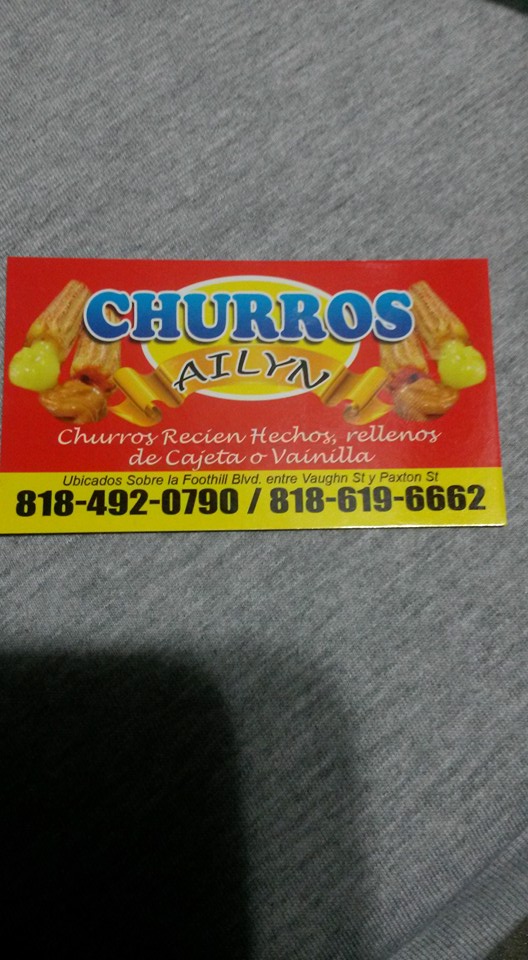 CHURROS
AILYN
Churros Recien Hechos, rellenos
de Cajeta o Vainilla
Ubicados Sobre la Foothill Blvd. entre Vaughn St y Paxton St
818-492-0790 / 818-619-6662